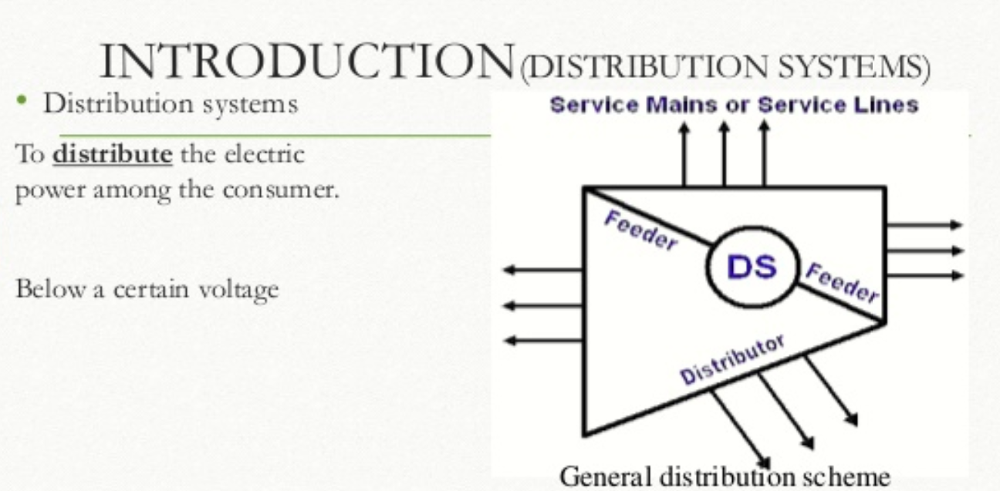 INTRODUCTION(DISTRIBUTION SYSTEMS)
• Distribution systems
To distribute the electric
power among the consumer.
Below a certain voltage
Service Mains or Service Lines
Feeder
DS
Feeder
Distributor
General distribution scheme